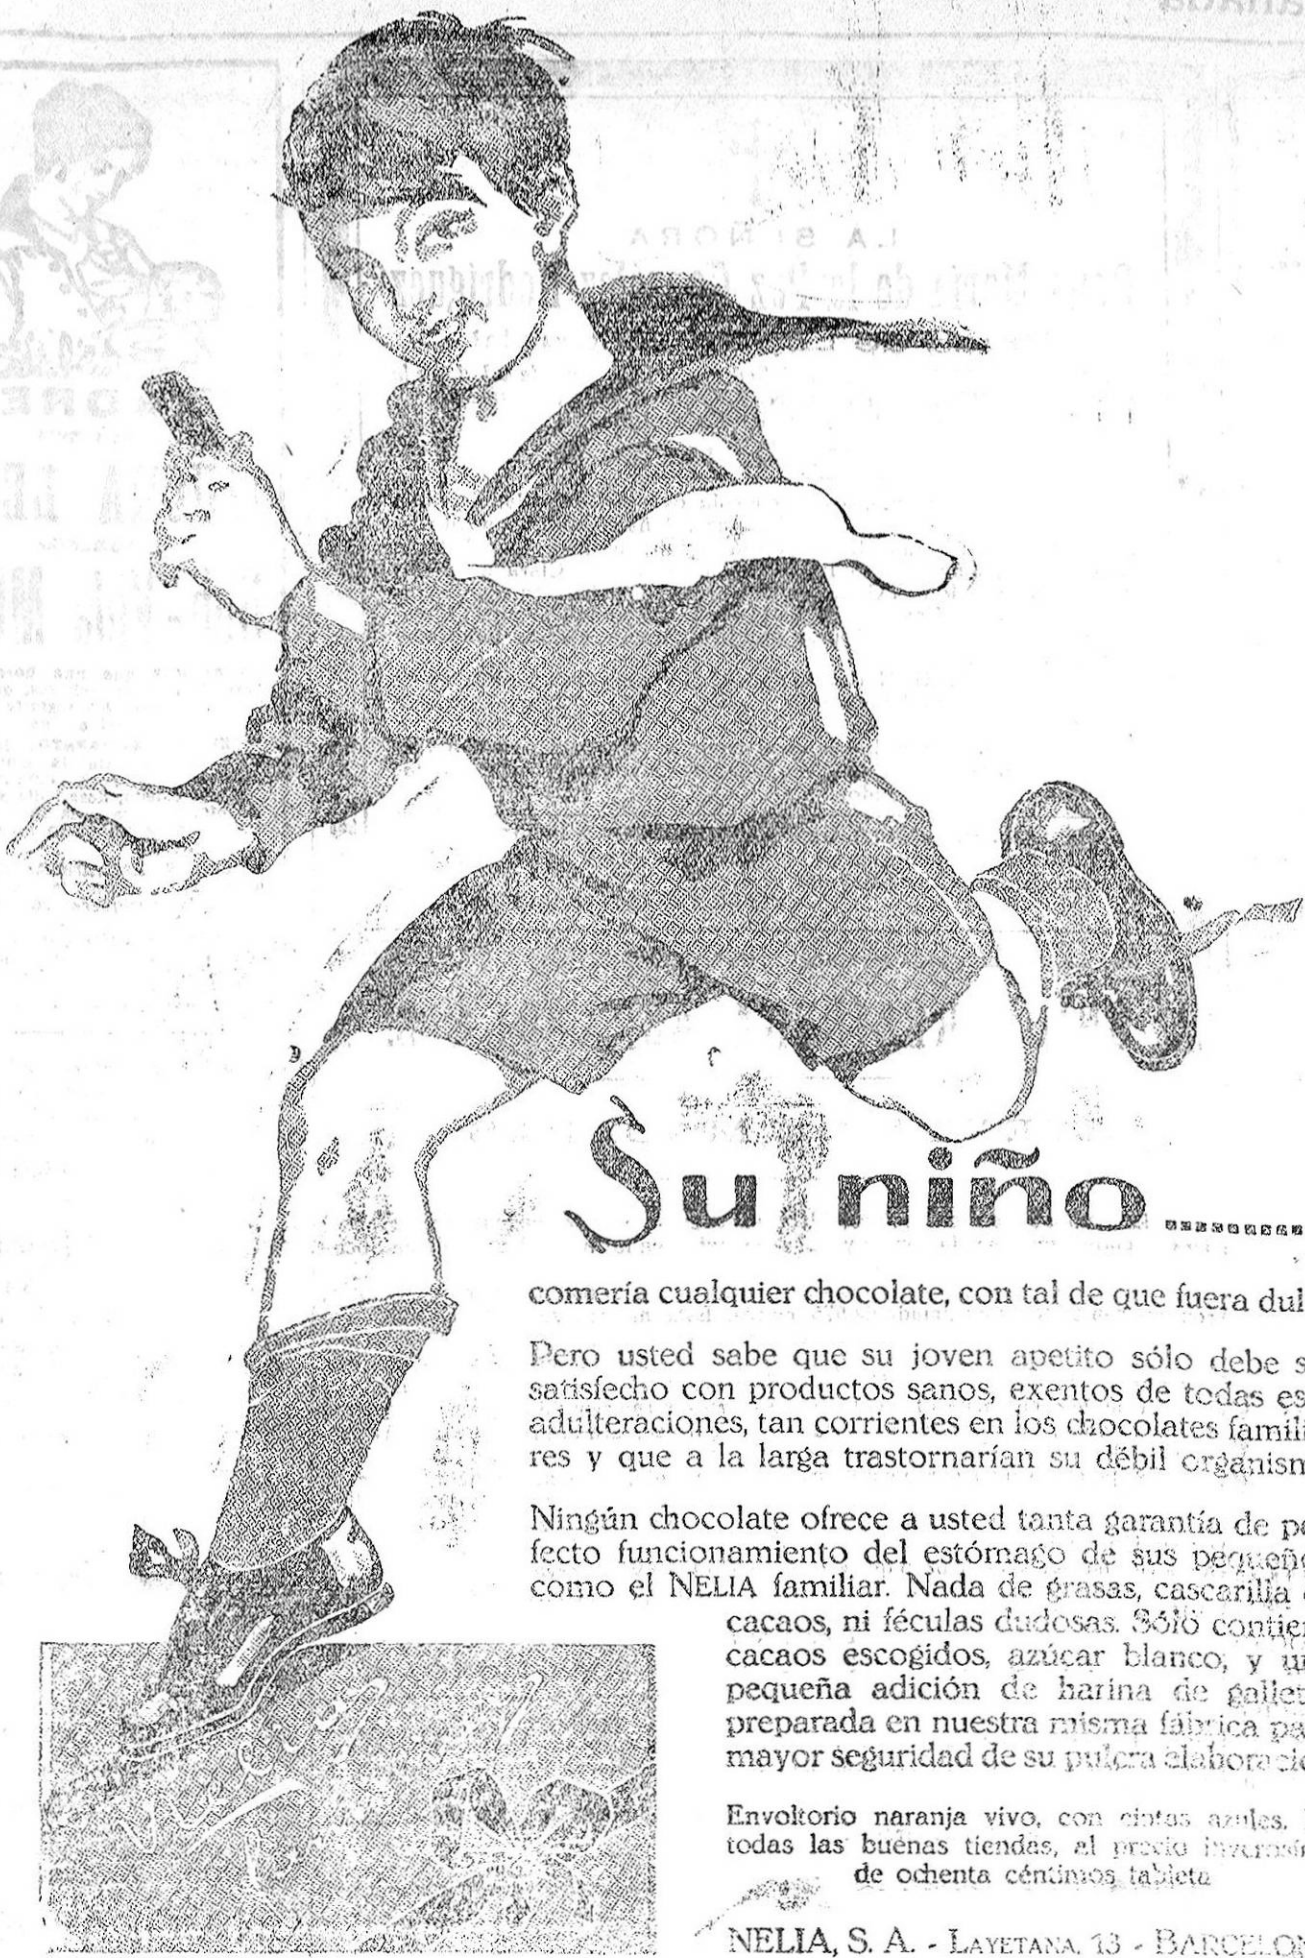 Su niño..........
comería cualquier chocolate, con tal de que fuera dul
Pero usted sabe que su joven apetito sólo debe s
satisfecho con productos sanos, exentos de todas es
adulteraciones, tan corrientes en los chocolates famili
res y que a la larga trastornarían su débil organism
Ningún chocolate ofrece a usted tanta garantía de pe
fecto funcionamiento del estómago de sus pequeño
como el NELIA familiar. Nada de grasas, cascarilla
cacaos, ni féculas dudosas. Sólo contien
cacaos escogidos, azúcar blanco, y un
pequeña adición de harina de gallet
preparada en nuestra misma fábrica pa
mayor seguridad de su pulcra elaboració
Envoltorio naranja vivo, con cintas azules.
todas las buenas tiendas, al precio inverosím
de ochenta céntimos tableta
NELIA, S. A. - LAYETANA, 13 - BARCELON